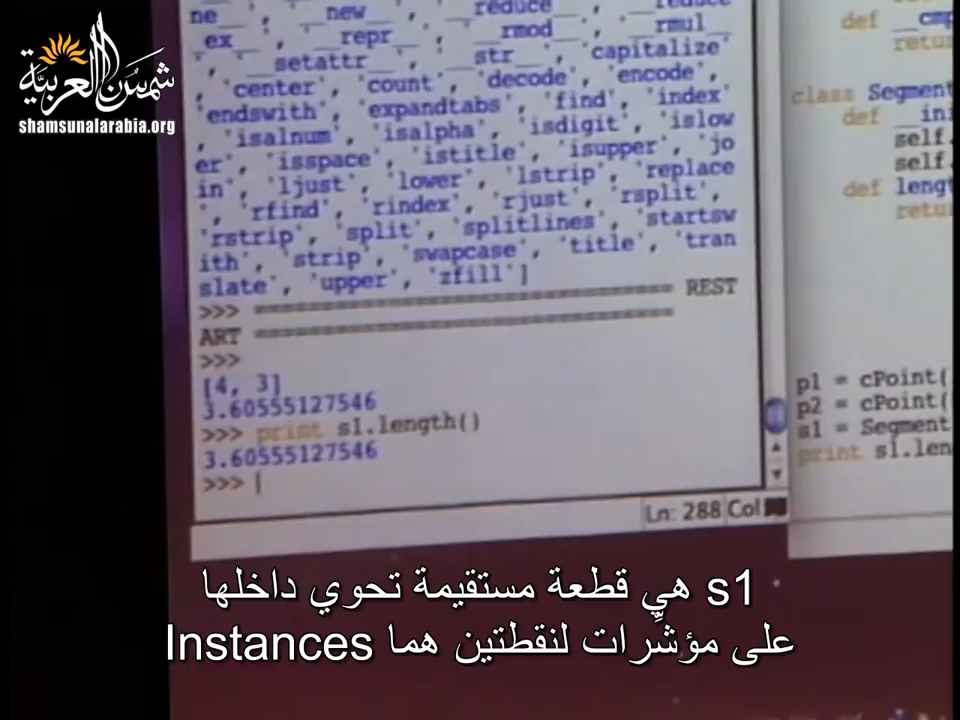 شمس العربية
shamsunalarabia.org
ne__', '__new__', '__reduce__', '__reduce
_ex__', '__repr__', '__rmod__', '__rmul_
_', '__setattr__', '__str__', 'capitalize'
, 'center', 'count', 'decode', 'encode',
'endswith', 'expandtabs', 'find', 'index'
, 'isalnum', 'isalpha', 'isdigit', 'islow
er', 'isspace', 'istitle', 'isupper', 'jo
in', 'ljust', 'lower', 'lstrip', 'replace
', 'rfind', 'rindex', 'rjust', 'rsplit',
'rstrip', 'split', 'splitlines', 'startsw
ith', 'strip', 'swapcase', 'title', 'tran
slate', 'upper', 'zfill']
>>> ================================ REST
ART ================================
>>>
[4, 3]
3.60555127546
>>> print s1.length()
3.60555127546
>>>
Ln: 288 Col
def __cmp
retur
class Segment
def __ini
self.
self.
def lengt
retur
p1 = cPoint(
p2 = cPoint(
s1 = Segment
print s1.len
s1 هي قطعة مستقيمة تحوي داخلها
على مؤشِّرات لنقطتين هما Instances